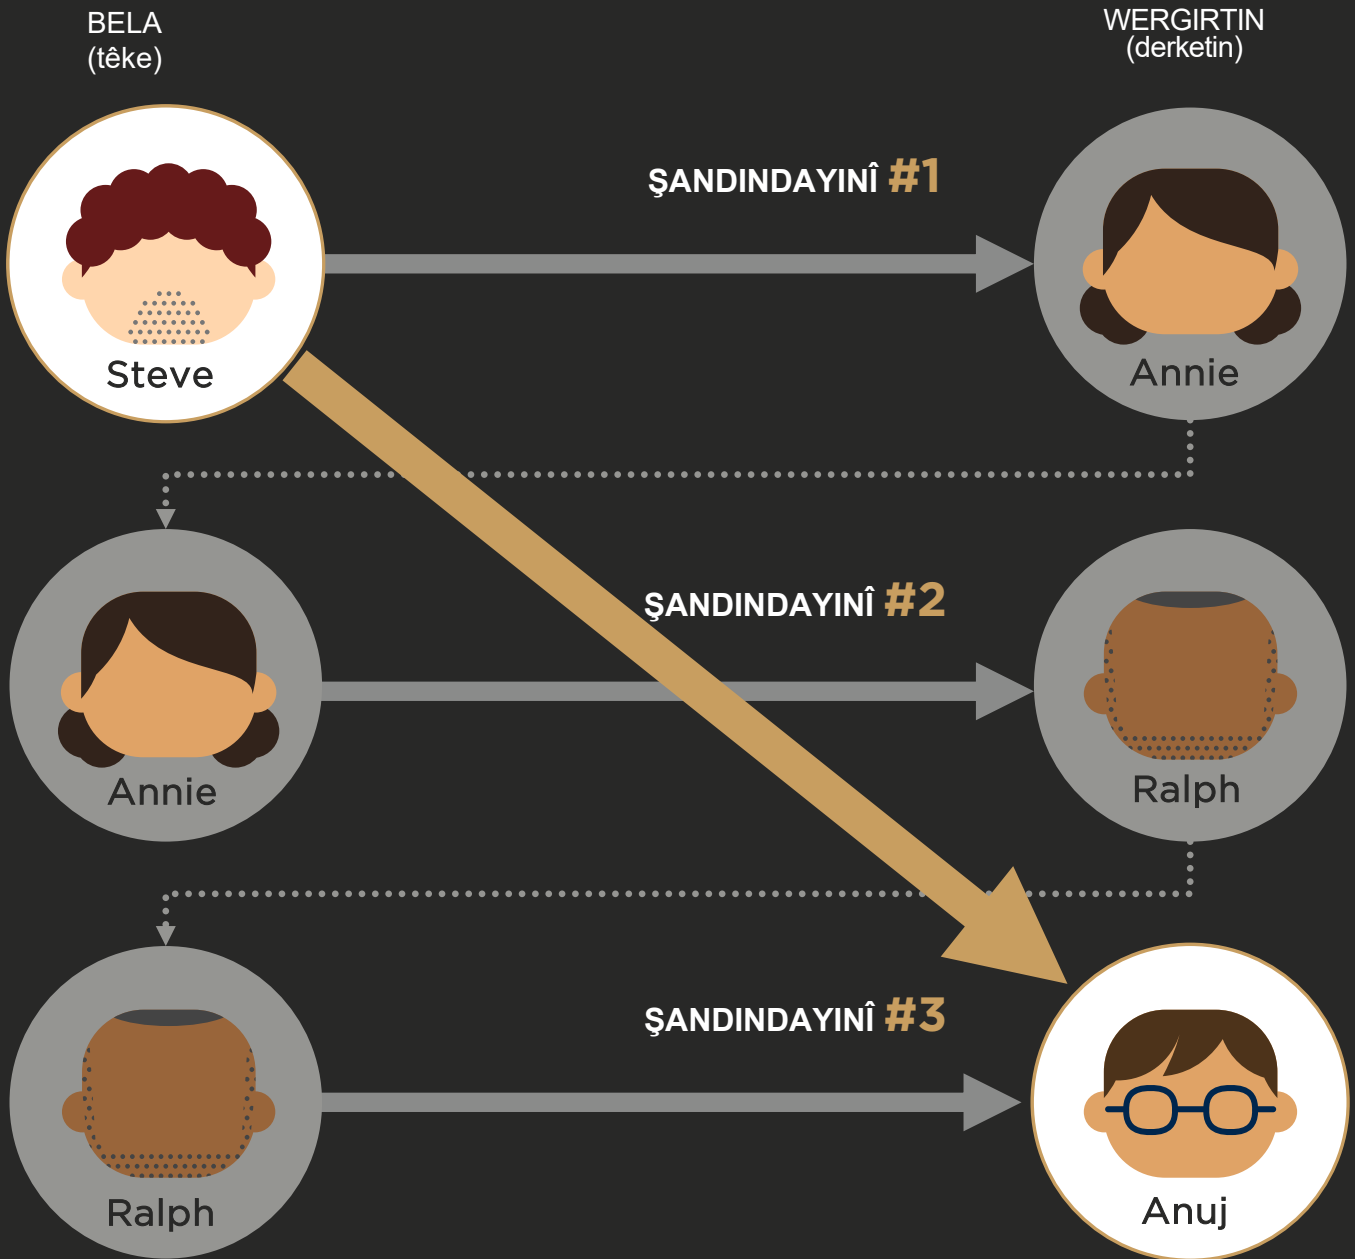 BELA
(têke)
WERGIRTIN
(derketin)
ŞANDINDAYINÎ #1
Steve
Annie
ŞANDINDAYINÎ #2
Annie
Ralph
ŞANDINDAYINÎ #3
Ralph
Anuj